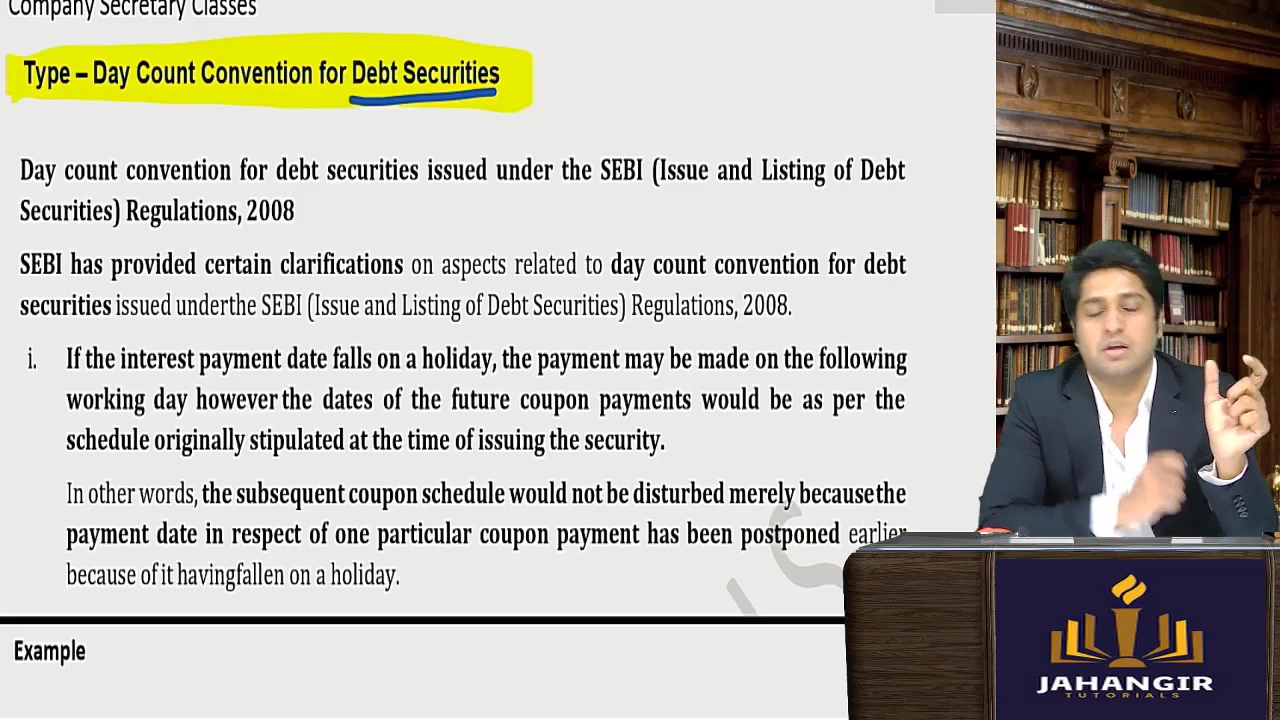 Company Secretary Classes
Type – Day Count Convention for Debt Securities
Day count convention for debt securities issued under the SEBI (Issue and Listing of Debt
Securities) Regulations, 2008
SEBI has provided certain clarifications on aspects related to day count convention for debt
securities issued underthe SEBI (Issue and Listing of Debt Securities) Regulations, 2008.
i. If the interest payment date falls on a holiday, the payment may be made on the following
working day however the dates of the future coupon payments would be as per the
schedule originally stipulated at the time of issuing the security.
In other words, the subsequent coupon schedule would not be disturbed merely because the
payment date in respect of one particular coupon payment has been postponed earlier
because of it havingfallen on a holiday.
Example
JAHANGIR
TUTORIALS